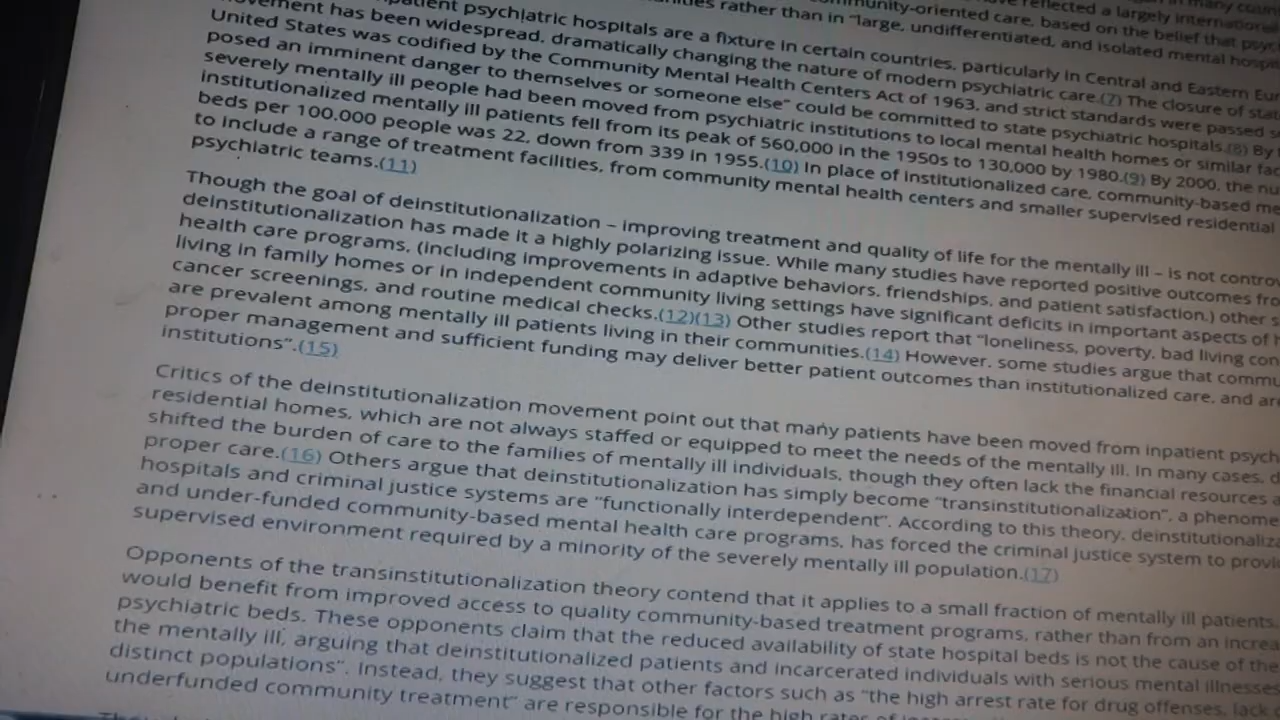 in many coun
have reflected a largely international
community-oriented care, based on the belief that psyc
rather than in "large, undifferentiated, and isolated mental hospi
psychiatric hospitals are a fixture in certain countries, particularly in Central and Eastern Eur
has been widespread, dramatically changing the nature of modern psychiatric care.(7) The closure of stat
United States was codified by the Community Mental Health Centers Act of 1963, and strict standards were passed s
posed an imminent danger to themselves or someone else" could be committed to state psychiatric hospitals.(8) By
severely mentally ill people had been moved from psychiatric institutions to local mental health homes or similar fac
institutionalized mentally ill patients fell from its peak of 560,000 in the 1950s to 130,000 by 1980.(9) By 2000, the nu
beds per 100,000 people was 22, down from 339 in 1955.(10) In place of institutionalized care, community-based me
to include a range of treatment facilities, from community mental health centers and smaller supervised residential
psychiatric teams.(11)
Though the goal of deinstitutionalization – improving treatment and quality of life for the mentally ill – is not controv
deinstitutionalization has made it a highly polarizing issue. While many studies have reported positive outcomes fro
health care programs, (including improvements in adaptive behaviors, friendships, and patient satisfaction,) other s
living in family homes or in independent community living settings have significant deficits in important aspects of h
cancer screenings, and routine medical checks.(12)(13) Other studies report that "loneliness, poverty, bad living con
are prevalent among mentally ill patients living in their communities.(14) However, some studies argue that commu
proper management and sufficient funding may deliver better patient outcomes than institutionalized care, and are
institutions".(15)
Critics of the deinstitutionalization movement point out that many patients have been moved from inpatient psych
residential homes, which are not always staffed or equipped to meet the needs of the mentally ill. In many cases, d
shifted the burden of care to the families of mentally ill individuals, though they often lack the financial resources a
proper care.(16) Others argue that deinstitutionalization has simply become "transinstitutionalization", a phenome
hospitals and criminal justice systems are "functionally interdependent". According to this theory, deinstitutionaliza
and under-funded community-based mental health care programs, has forced the criminal justice system to provi
supervised environment required by a minority of the severely mentally ill population.(17)
Opponents of the transinstitutionalization theory contend that it applies to a small fraction of mentally ill patients,
would benefit from improved access to quality community-based treatment programs, rather than from an increa
psychiatric beds. These opponents claim that the reduced availability of state hospital beds is not the cause of the
the mentally ill, arguing that deinstitutionalized patients and incarcerated individuals with serious mental illnesses
distinct populations". Instead, they suggest that other factors such as "the high arrest rate for drug offenses, lack
underfunded community treatment" are responsible for the high rates of